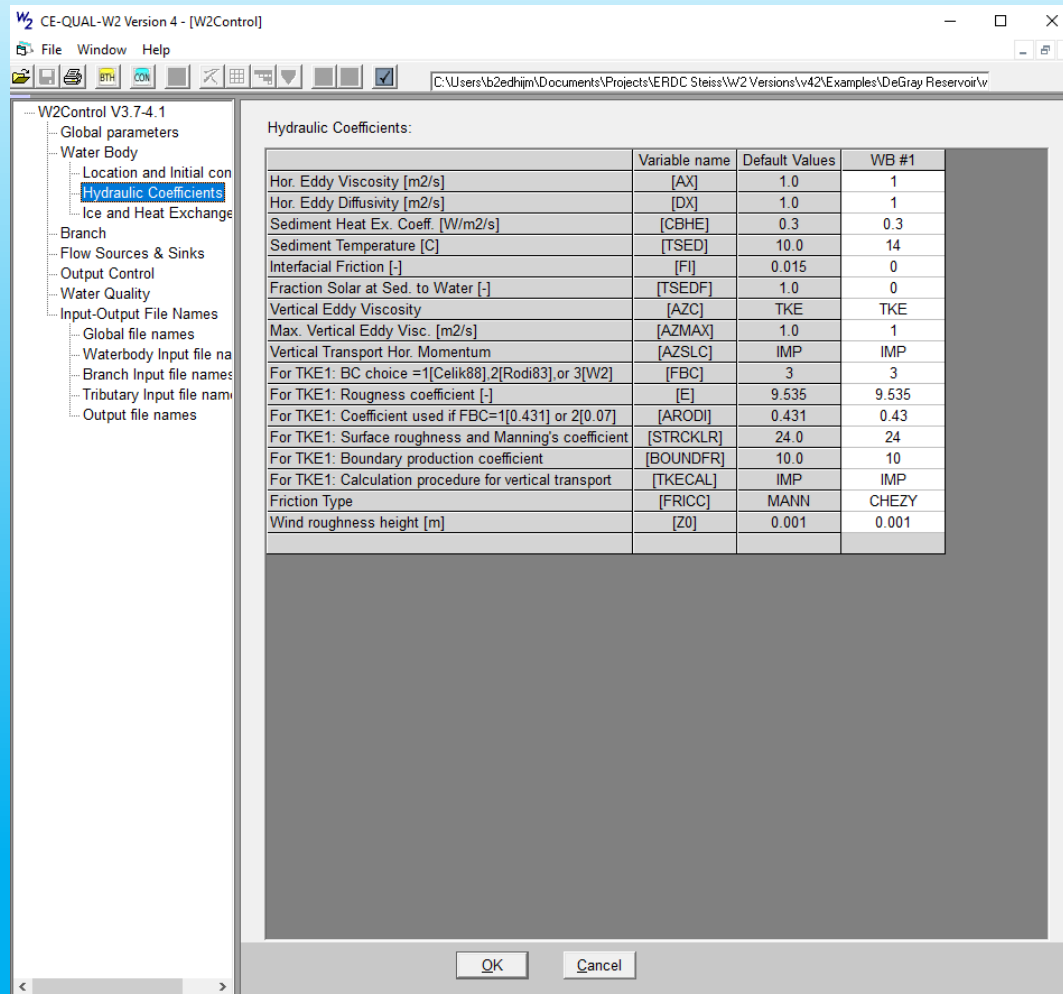 W2 CE-QUAL-W2 Version 4 - [W2Control]
File Window Help
BTH CON C:\Users\b2edhijm\Documents\Projects\ERDC Steiss\W2 Versions\v42\Examples\DeGray Reservoir\w
W2Control V3.7-4.1
Global parameters
Water Body
Location and Initial con
Hydraulic Coefficients
Ice and Heat Exchange
Branch
Flow Sources & Sinks
Output Control
Water Quality
Input-Output File Names
Global file names
Waterbody Input file na
Branch Input file names
Tributary Input file nam
Output file names
Hydraulic Coefficients:
Variable name Default Values WB #1
Hor. Eddy Viscosity [m2/s] [AX] 1.0 1
Hor. Eddy Diffusivity [m2/s] [DX] 1.0 1
Sediment Heat Ex. Coeff. [W/m2/s] [CBHE] 0.3 0.3
Sediment Temperature [C] [TSED] 10.0 14
Interfacial Friction [-] [FI] 0.015 0
Fraction Solar at Sed. to Water [-] [TSEDF] 1.0 0
Vertical Eddy Viscosity [AZC] TKE TKE
Max. Vertical Eddy Visc. [m2/s] [AZMAX] 1.0 1
Vertical Transport Hor. Momentum [AZSLC] IMP IMP
For TKE1: BC choice =1[Celik88],2[Rodi83],or 3[W2] [FBC] 3 3
For TKE1: Rougness coefficient [-] [E] 9.535 9.535
For TKE1: Coefficient used if FBC=1[0.431] or 2[0.07] [ARODI] 0.431 0.43
For TKE1: Surface roughness and Manning's coefficient [STRCKLR] 24.0 24
For TKE1: Boundary production coefficient [BOUNDFR] 10.0 10
For TKE1: Calculation procedure for vertical transport [TKECAL] IMP IMP
Friction Type [FRICC] MANN CHEZY
Wind roughness height [m] [Z0] 0.001 0.001
OK Cancel